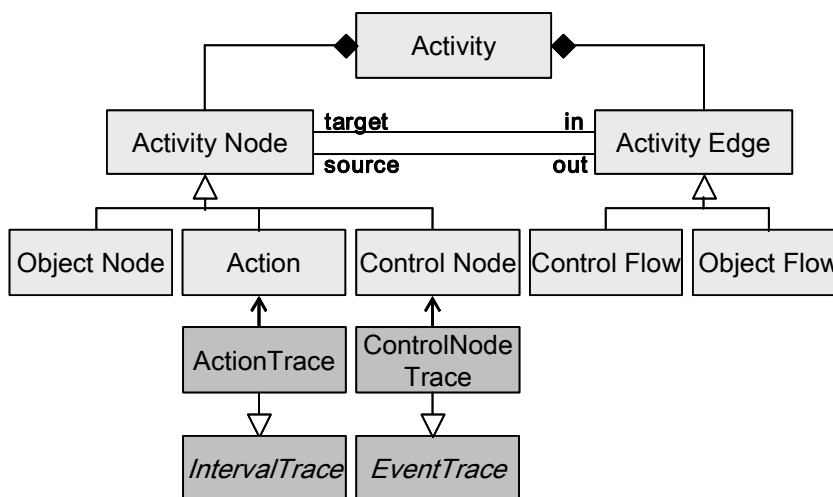 Activity
target
in
Activity Node
Activity Edge
source
out
Object Node
Action
Control Node
Control Flow
Object Flow
ActionTrace
ControlNode
Trace
IntervalTrace
EventTrace